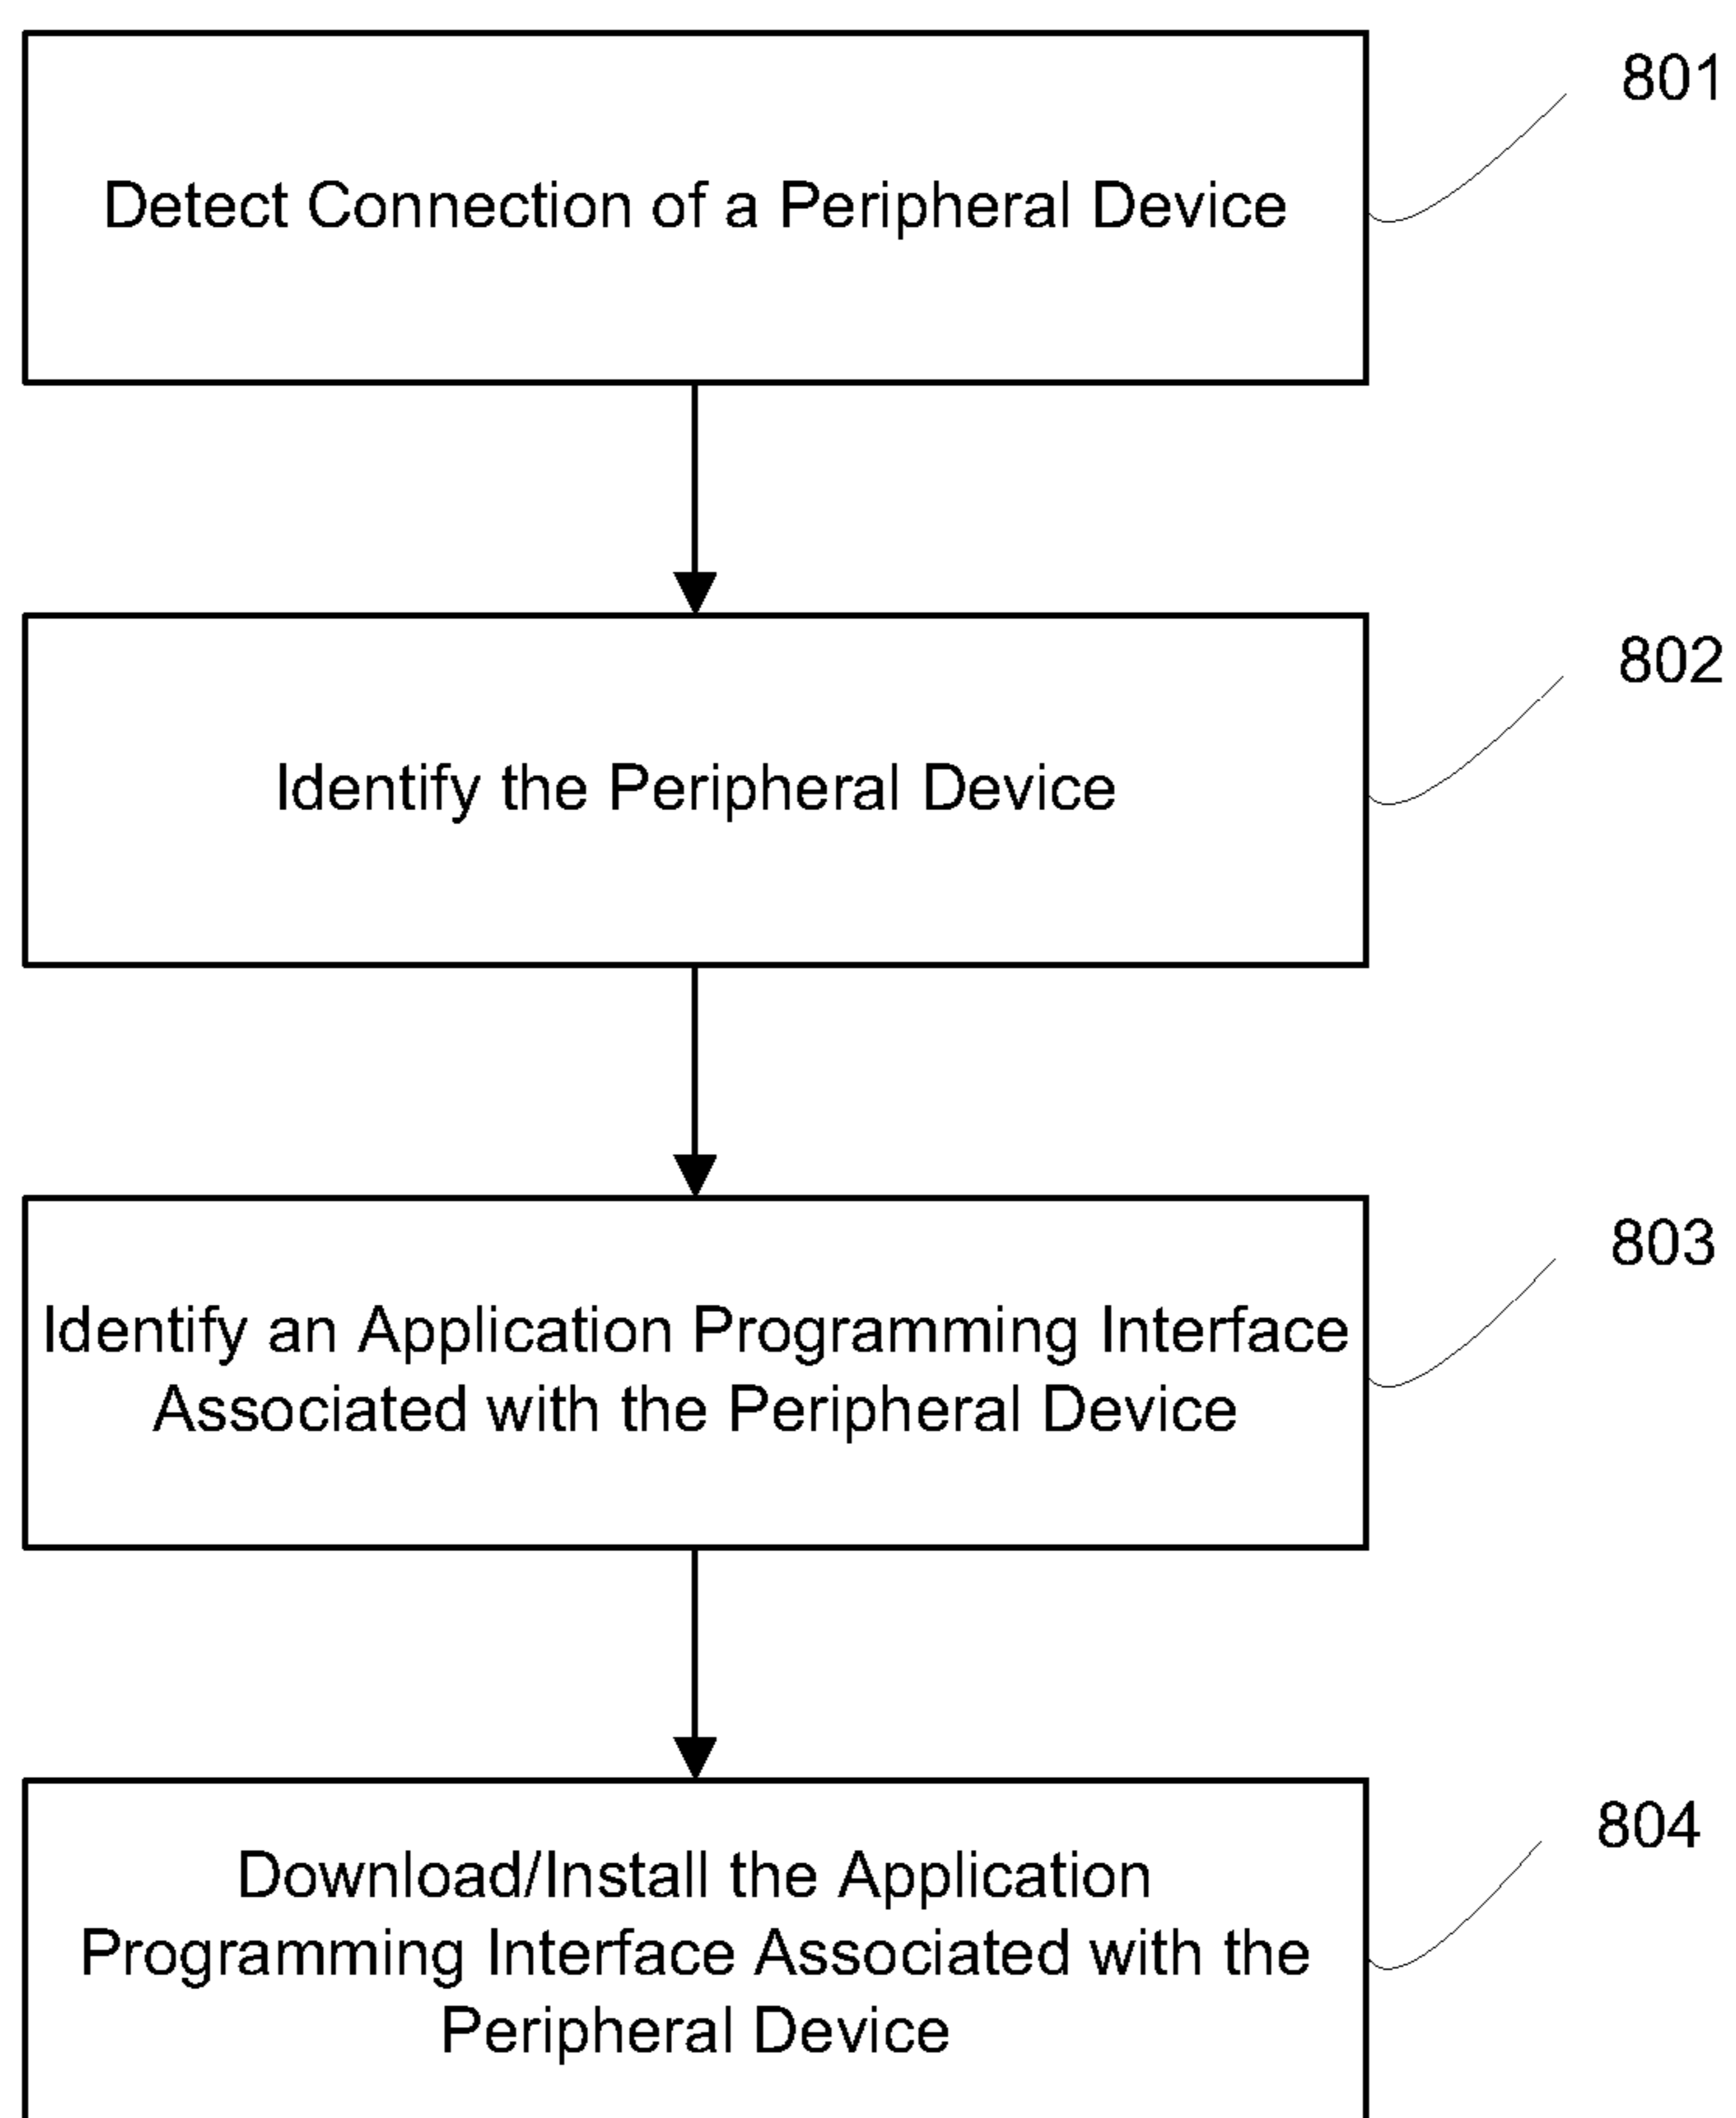 801
Detect Connection of a Peripheral Device
802
Identify the Peripheral Device
803
Identify an Application Programming Interface
Associated with the Peripheral Device
804
Download/Install the Application
Programming Interface Associated with the
Peripheral Device